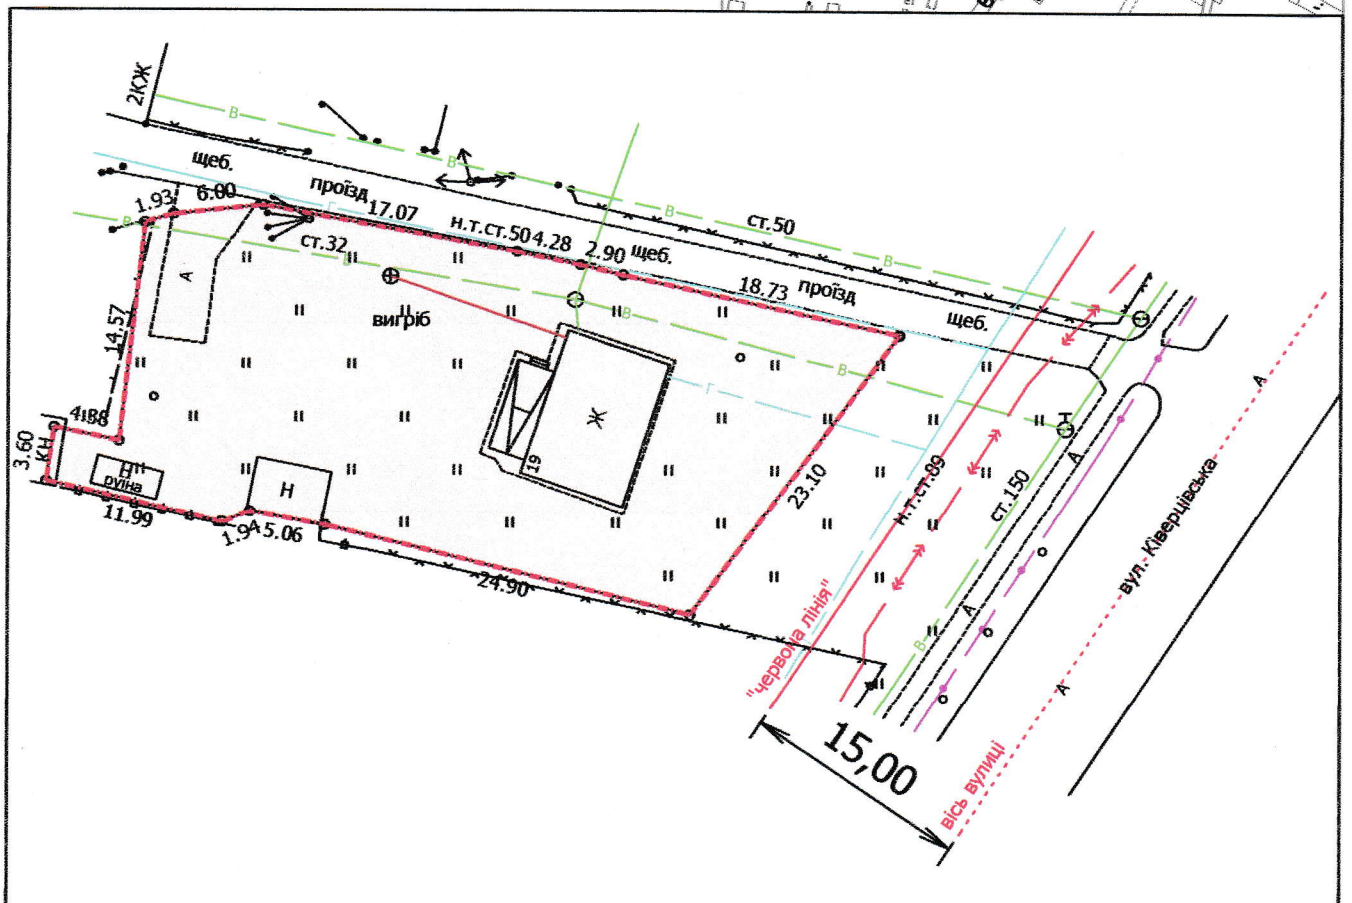 2КЖ
В
щеб.
проїзд
В
1.93
6.00
Г
17.07
н.т.ст.50
4.28
2.90
щеб.
В
ст.50
В
В
ст.32
В
18.73
проїзд
щеб.
А
вигріб
В
В
14.57
Ж
19
Г
А
Н
4.88
3.60
КН
Н
руїна
Н
11.99
5.06
24.90
23.10
н.т.ст.89
ст.150
А
А
В
вул. Ківерцівська
А
"червона лінія"
15,00
вісь вулиці